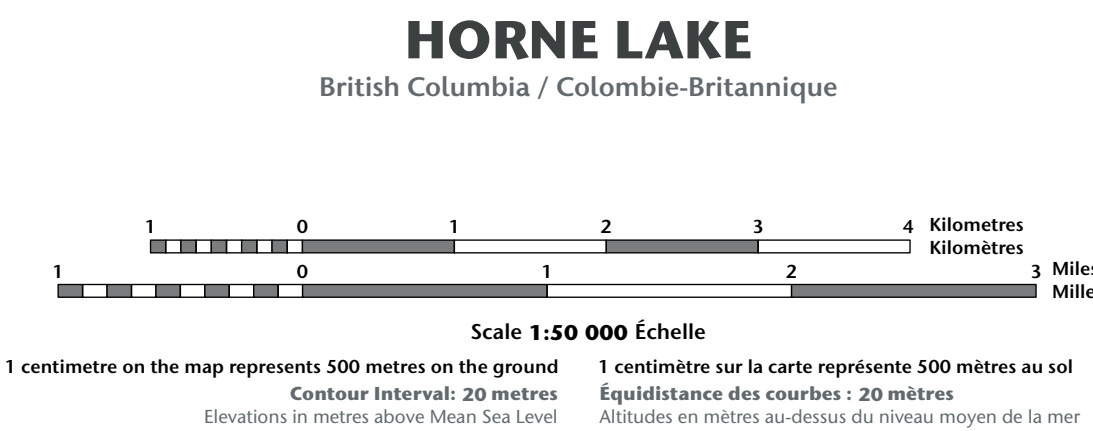 HORNE LAKE
British Columbia / Colombie-Britannique
1 0 1 2 3 4 Kilometres
Kilomètres
1 0 1 2 3 Miles
Mille
Scale 1:50 000 Échelle
1 centimetre on the map represents 500 metres on the ground
Contour Interval: 20 metres
Elevations in metres above Mean Sea Level
1 centimètre sur la carte représente 500 mètres au sol
Équidistance des courbes : 20 mètres
Altitudes en mètres au-dessus du niveau moyen de la mer